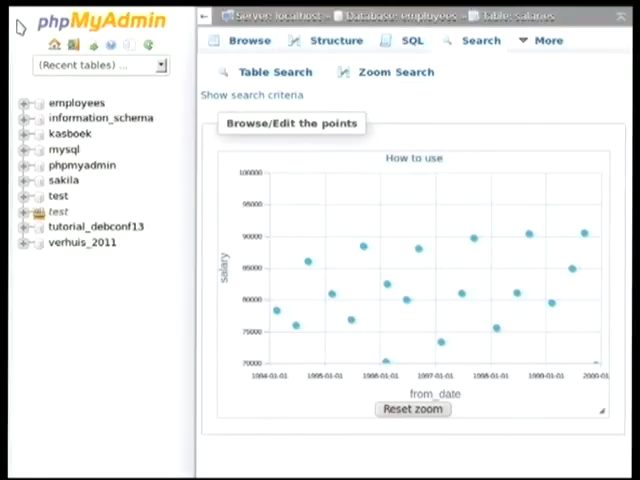 phpMyAdmin
(Recent tables) ...
employees
information_schema
kasboek
mysql
phpmyadmin
sakila
test
test
tutorial_debconf13
verhuis_2011
Server: localhost » Database: employees » Table: salaries
Browse Structure SQL Search More
Table Search Zoom Search
Show search criteria
Browse/Edit the points
How to use
100000
95000
90000
85000
80000
75000
70000
salary
1994-01-01 1995-01-01 1996-01-01 1997-01-01 1998-01-01 1999-01-01 2000-01
from_date
Reset zoom